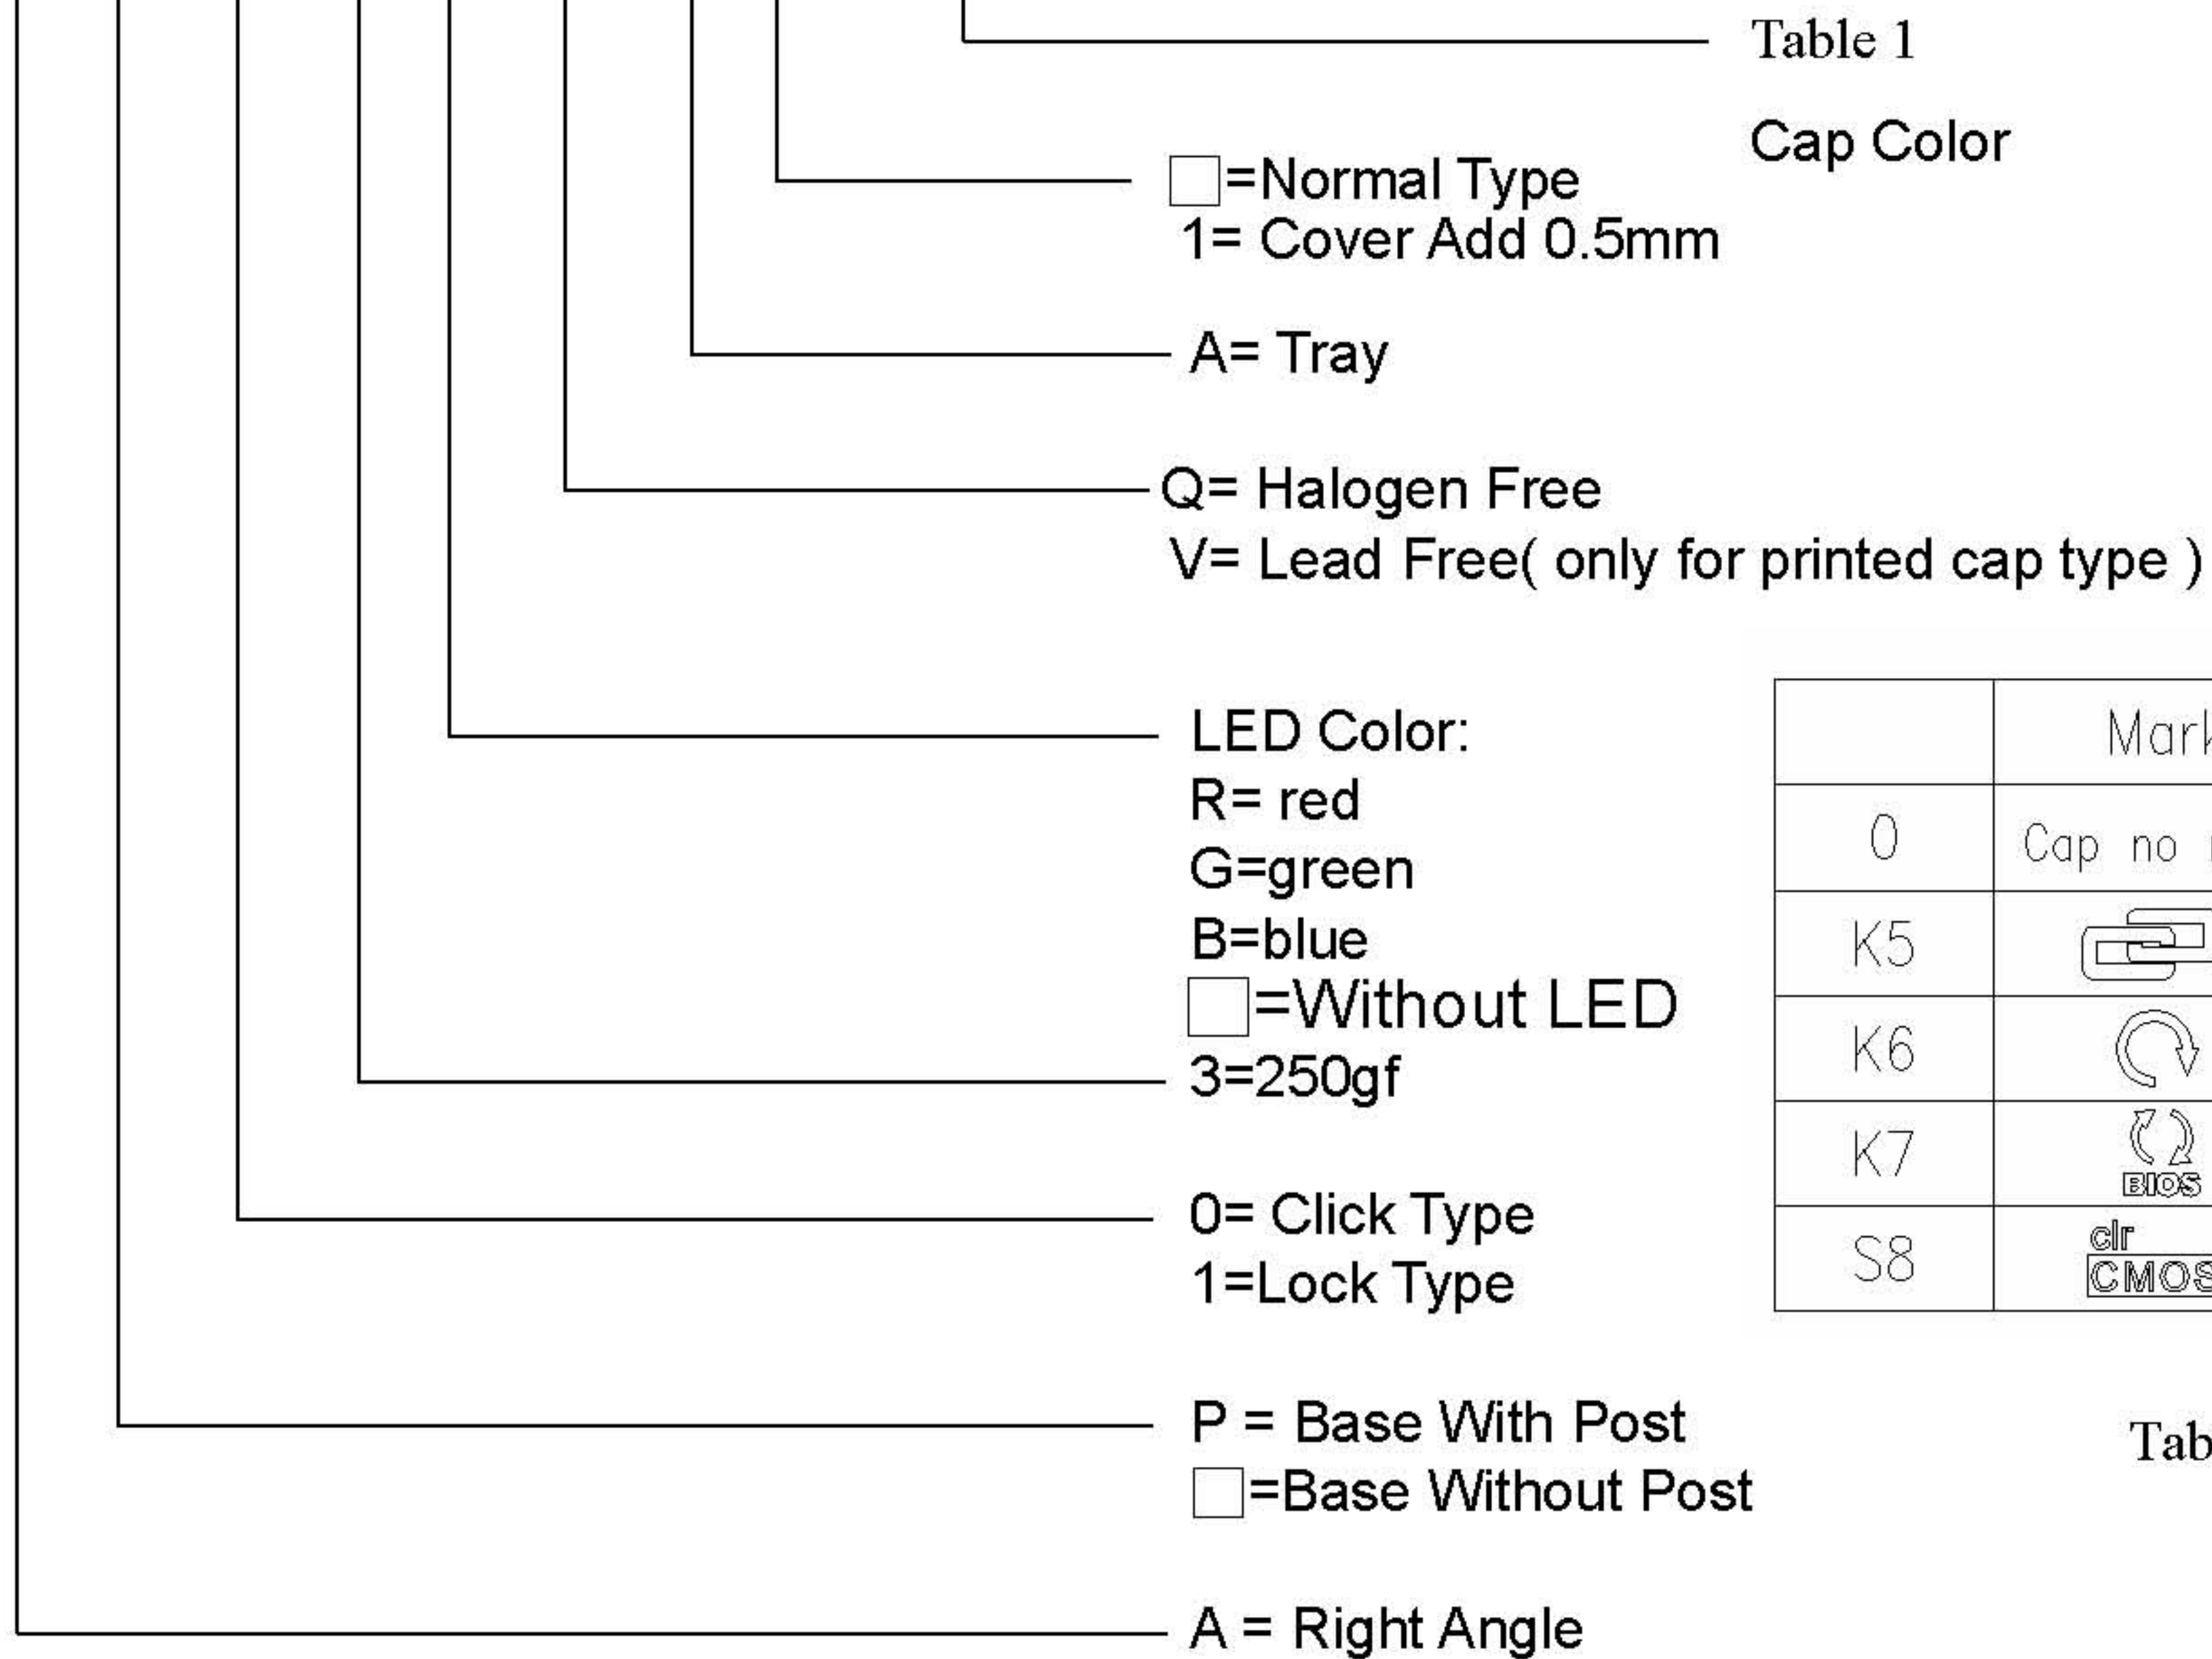 Table 1
Cap Color
□=Normal Type
1= Cover Add 0.5mm
A= Tray
Q= Halogen Free
V= Lead Free( only for printed cap type )
LED Color:
R= red
G=green
B=blue
□=Without LED
3=250gf
0= Click Type
1=Lock Type
P = Base With Post
□=Base Without Post
A = Right Angle
0 Cap no
K5
K6
K7 BIOS
S8 clr
CMOS